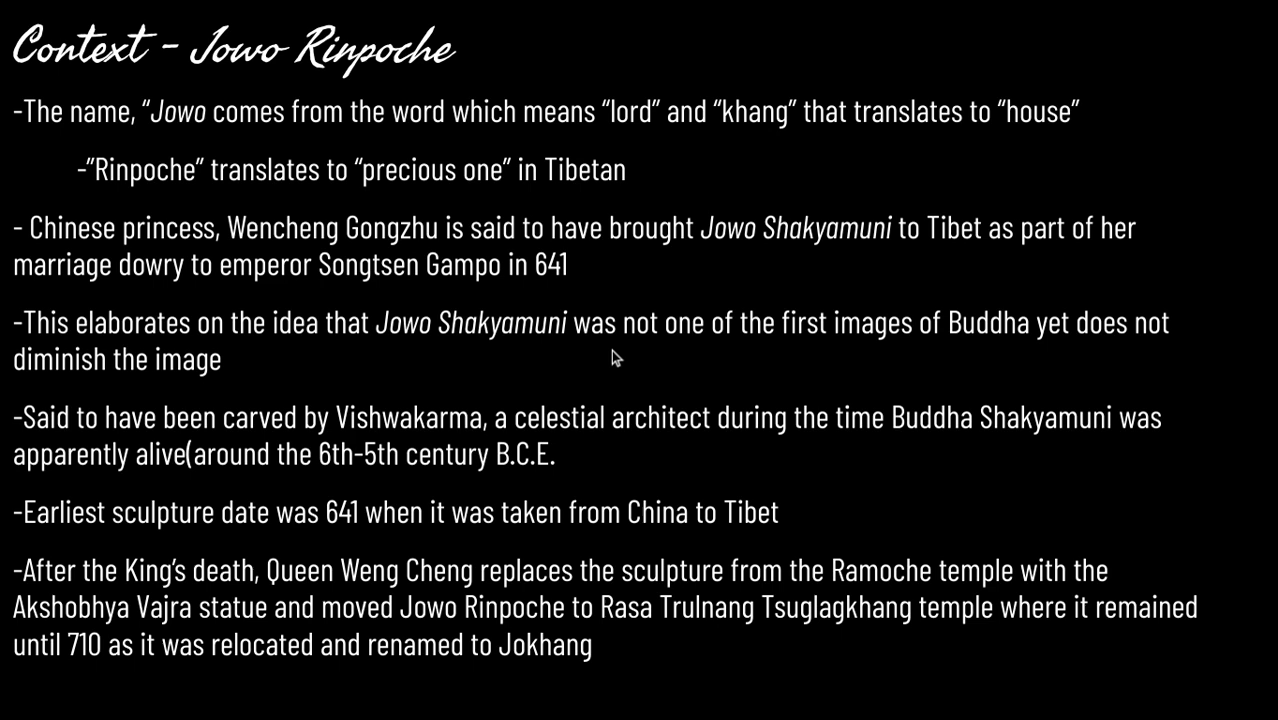 Context - Jowo Rinpoche
-The name, “Jowo comes from the word which means “lord” and “khang” that translates to “house”
-”Rinpoche” translates to “precious one” in Tibetan
- Chinese princess, Wencheng Gongzhu is said to have brought Jowo Shakyamuni to Tibet as part of her
marriage dowry to emperor Songtsen Gampo in 641
-This elaborates on the idea that Jowo Shakyamuni was not one of the first images of Buddha yet does not
diminish the image
-Said to have been carved by Vishwakarma, a celestial architect during the time Buddha Shakyamuni was
apparently alive(around the 6th-5th century B.C.E.
-Earliest sculpture date was 641 when it was taken from China to Tibet
-After the King’s death, Queen Weng Cheng replaces the sculpture from the Ramoche temple with the
Akshobhya Vajra statue and moved Jowo Rinpoche to Rasa Trulnang Tsuglagkhang temple where it remained
until 710 as it was relocated and renamed to Jokhang